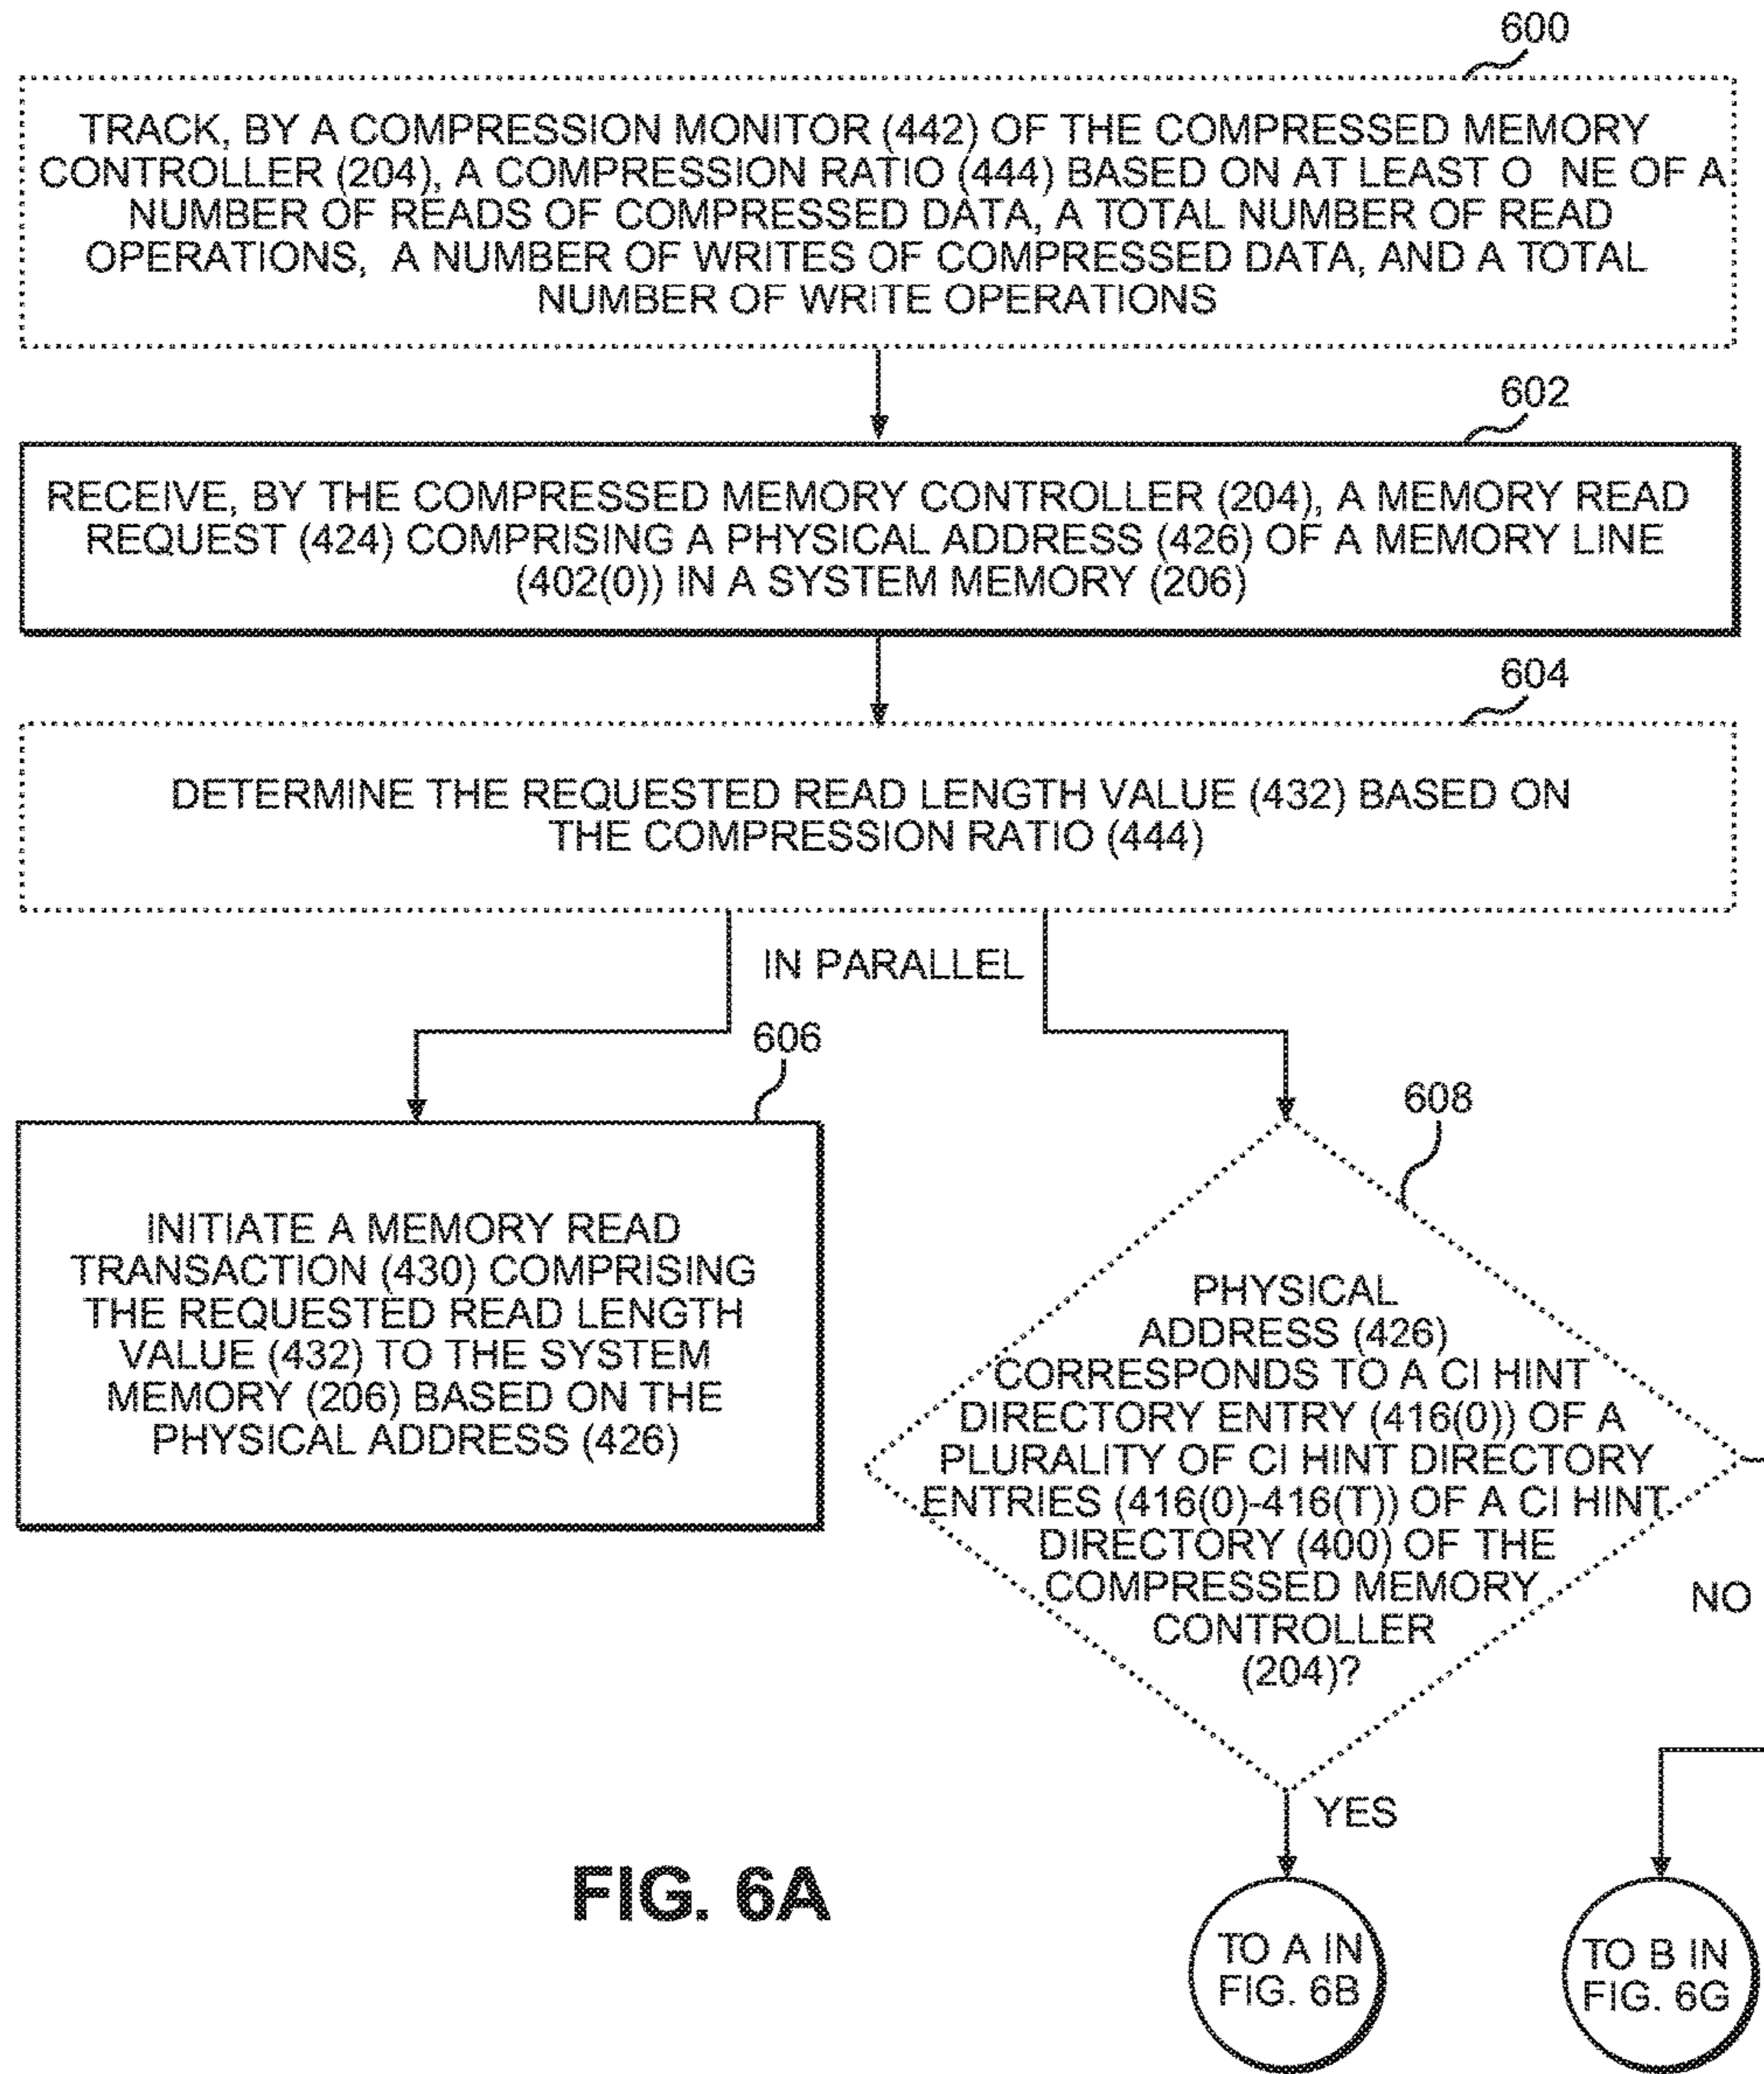 600
TRACK, BY A COMPRESSION MONITOR (442) OF THE COMPRESSED MEMORY
CONTROLLER (204), A COMPRESSION RATIO (444) BASED ON AT LEAST O NE OF A
NUMBER OF READS OF COMPRESSED DATA, A TOTAL NUMBER OF READ
OPERATIONS, A NUMBER OF WRITES OF COMPRESSED DATA, AND A TOTAL
NUMBER OF WRITE OPERATIONS
602
RECEIVE, BY THE COMPRESSED MEMORY CONTROLLER (204), A MEMORY READ
REQUEST (424) COMPRISING A PHYSICAL ADDRESS (426) OF A MEMORY LINE
(402(0)) IN A SYSTEM MEMORY (206)
604
DETERMINE THE REQUESTED READ LENGTH VALUE (432) BASED ON
THE COMPRESSION RATIO (444)
IN PARALLEL
606
INITIATE A MEMORY READ
TRANSACTION (430) COMPRISING
THE REQUESTED READ LENGTH
VALUE (432) TO THE SYSTEM
MEMORY (206) BASED ON THE
PHYSICAL ADDRESS (426)
608
PHYSICAL
ADDRESS (426)
CORRESPONDS TO A CI HINT
DIRECTORY ENTRY (416(0)) OF A
PLURALITY OF CI HINT DIRECTORY
ENTRIES (416(0)-416(T)) OF A CI HINT
DIRECTORY (400) OF THE
COMPRESSED MEMORY
CONTROLLER
(204)?
NO
YES
TO A IN
FIG. 6B
TO B IN
FIG. 6G
FIG. 6A